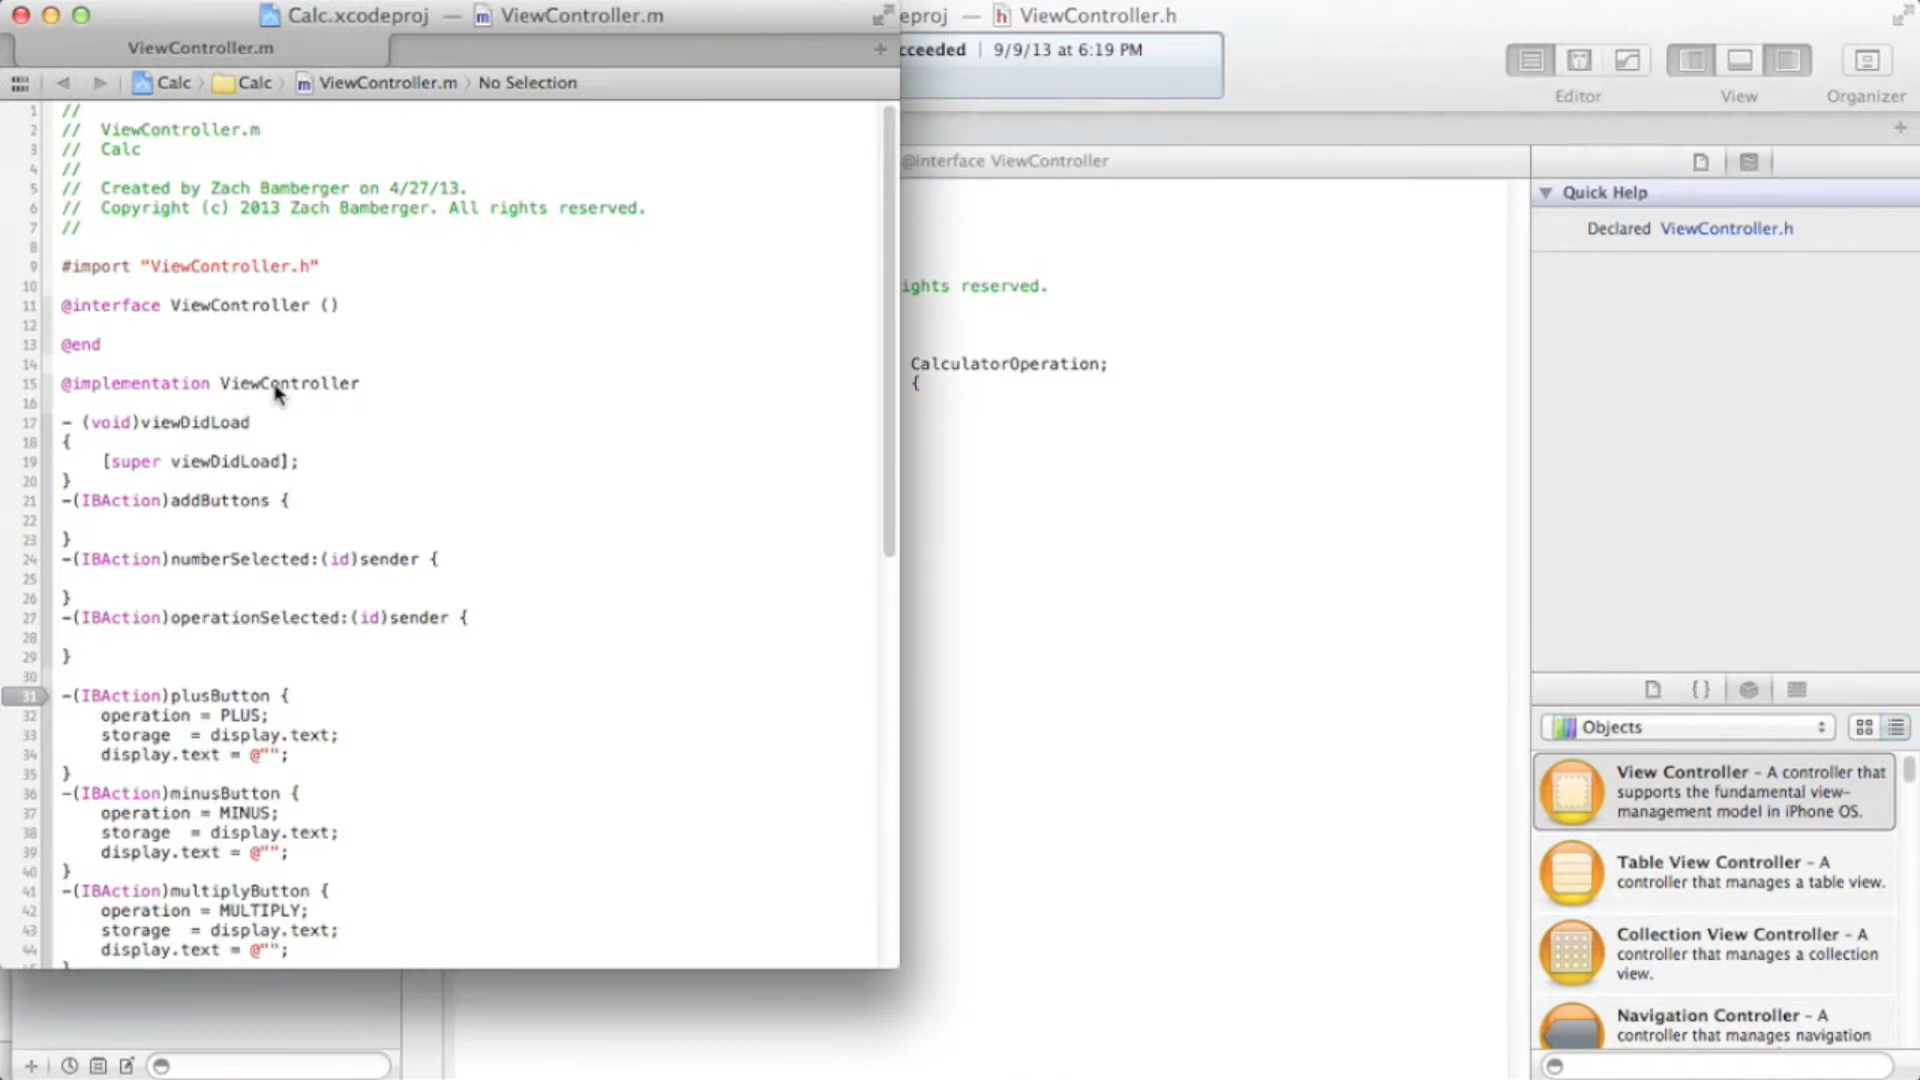 Calc.xcodeproj — ViewController.m
eproj — ViewController.h
ViewController.m
cceeded | 9/9/13 at 6:19 PM
Editor View Organizer
Calc Calc ViewController.m No Selection
1 //
2 // ViewController.m
3 // Calc
4 //
5 // Created by Zach Bamberger on 4/27/13.
6 // Copyright (c) 2013 Zach Bamberger. All rights reserved.
7 //
8
9 #import "ViewController.h"
10
11 @interface ViewController ()
12
13 @end
14
15 @implementation ViewController
16
17 - (void)viewDidLoad
18 {
19 [super viewDidLoad];
20 }
21 -(IBAction)addButtons {
22
23 }
24 -(IBAction)numberSelected:(id)sender {
25
26 }
27 -(IBAction)operationSelected:(id)sender {
28
29 }
30
31 -(IBAction)plusButton {
32 operation = PLUS;
33 storage = display.text;
34 display.text = @"";
35 }
36 -(IBAction)minusButton {
37 operation = MINUS;
38 storage = display.text;
39 display.text = @"";
40 }
41 -(IBAction)multiplyButton {
42 operation = MULTIPLY;
43 storage = display.text;
44 display.text = @"";
}
@interface ViewController
ights reserved.
CalculatorOperation;
{
Quick Help
Declared ViewController.h
{}
Objects
View Controller - A controller that
supports the fundamental view-
management model in iPhone OS.
Table View Controller - A
controller that manages a table view.
Collection View Controller - A
controller that manages a collection
view.
Navigation Controller - A
controller that manages navigation